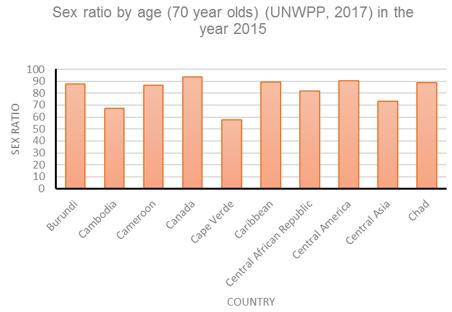 Sex ratio by age (70 year olds) (UNWPP, 2017) in the
year 2015
SEX RATIO
100
90
80
70
60
50
40
30
20
10
0
Burundi
Cambodia
Cameroon
Canada
Cape Verde
Caribbean
Central African Republic
Central America
Central Asia
Chad
COUNTRY